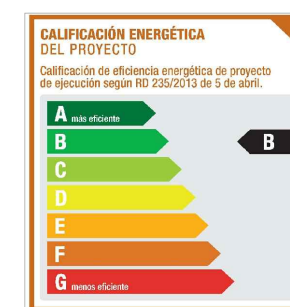 CALIFICACIÓN ENERGÉTICA
DEL PROYECTO
Calificación de eficiencia energética de proyecto
de ejecución según RD 235/2013 de 5 de abril.
A más eficiente
B B
C
D
E
F
G menos eficiente